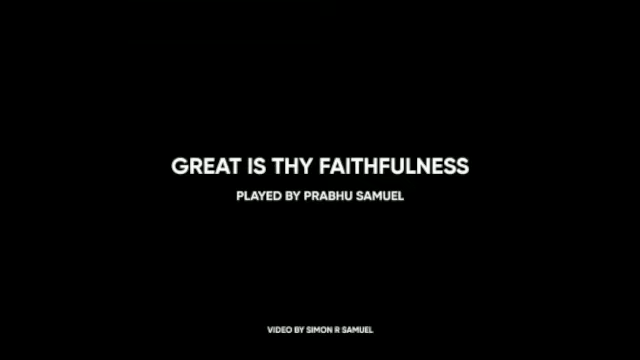 GREAT IS THY FAITHFULNESS
PLAYED BY PRABHU SAMUEL
VIDEO BY SIMON R SAMUEL